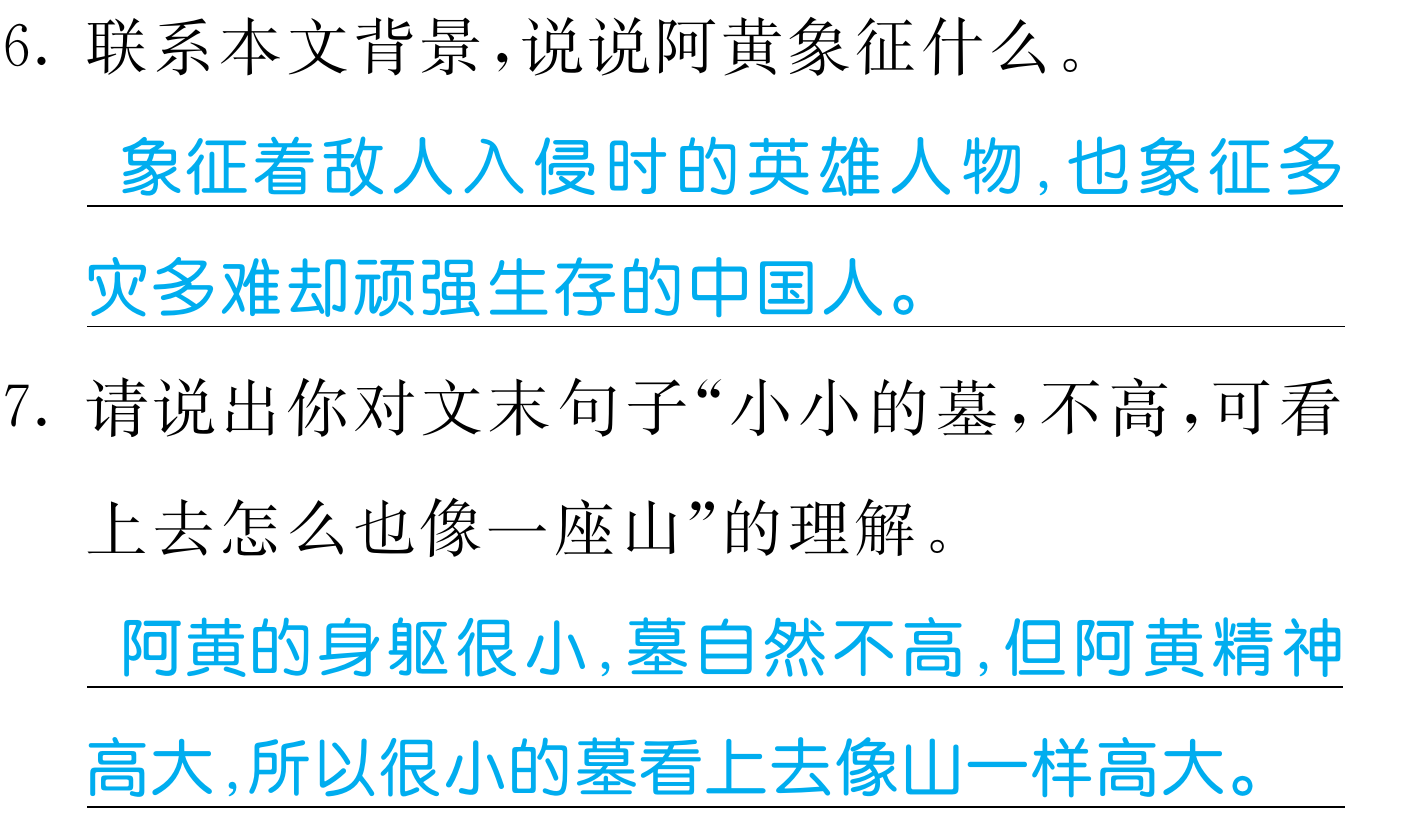 6. 联系本文背景,说说阿黄象征什么。
象征着敌人入侵时的英雄人物,也象征多
灾多难却顽强生存的中国人。
7. 请说出你对文末句子“小小的墓,不高,可看
上去怎么也像一座山”的理解。
阿黄的身躯很小,墓自然不高,但阿黄精神
高大,所以很小的墓看上去像山一样高大。